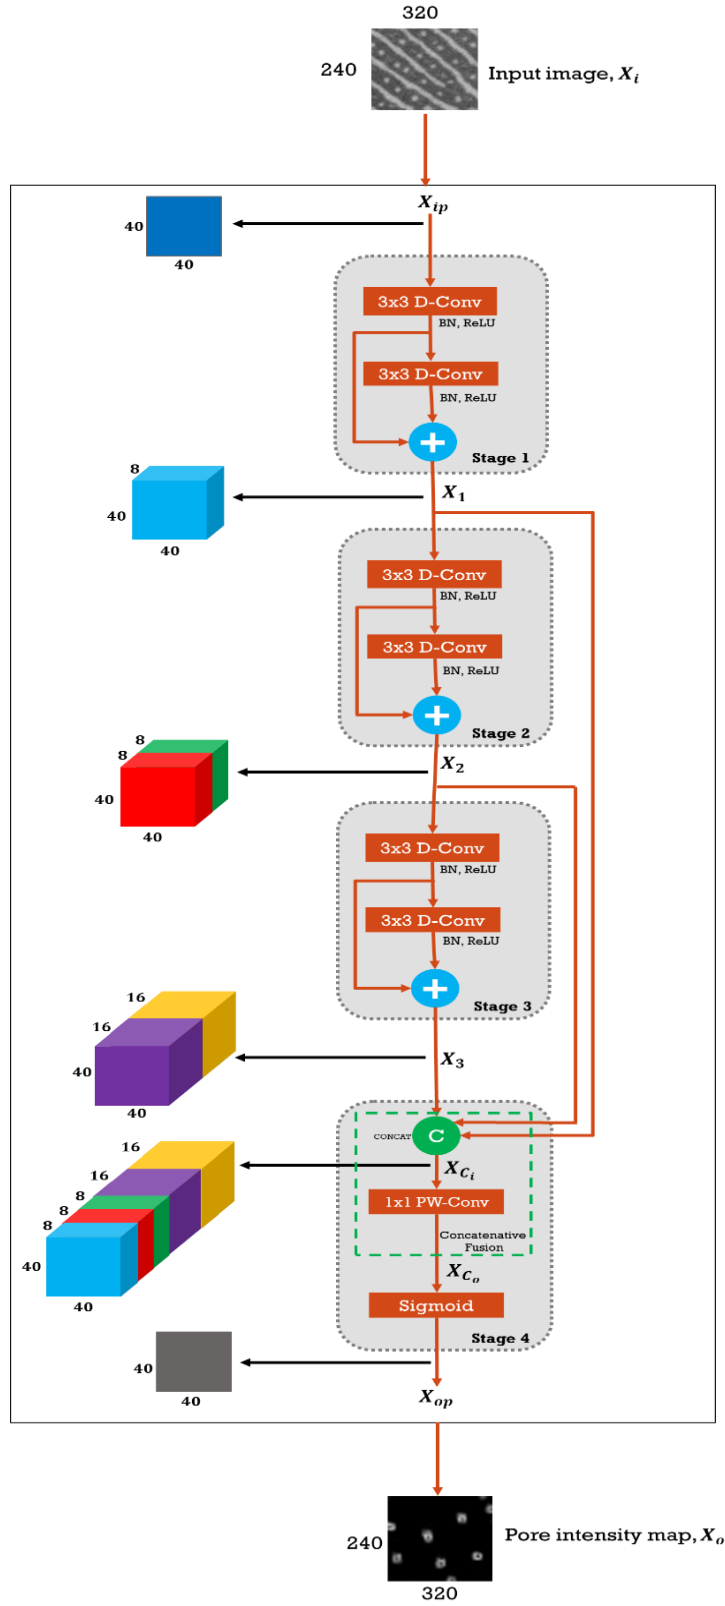 320
240
Input image, X_i
X_ip
40
40
3x3 D-Conv
BN, ReLU
3x3 D-Conv
BN, ReLU
+
Stage 1
8
X_1
40
40
3x3 D-Conv
BN, ReLU
3x3 D-Conv
BN, ReLU
+
Stage 2
8
8
X_2
40
40
3x3 D-Conv
BN, ReLU
3x3 D-Conv
BN, ReLU
+
Stage 3
16
16
X_3
40
40
CONCAT
C
16
16
8
8
8
X_C_i
1x1 PW-Conv
Concatenative
Fusion
40
40
X_C_o
Sigmoid
Stage 4
40
40
X_op
240
Pore intensity map, X_o
320